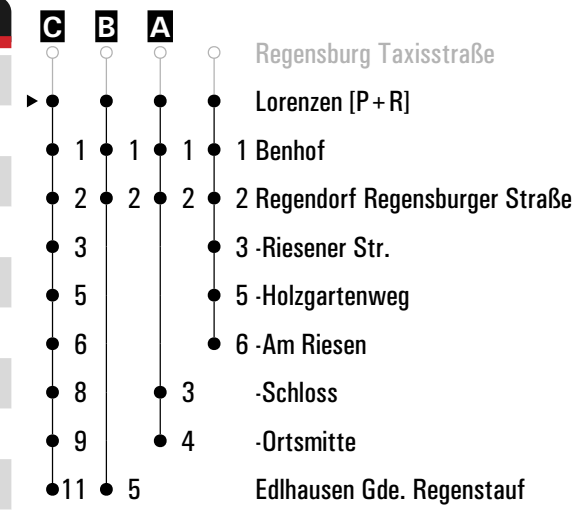 C B A
Regensburg Taxisstraße
Lorenzen [P+R]
1 1 1 1 Benhof
2 2 2 2 Regendorf Regensburger Straße
3 3 -Riesener Str.
5 5 -Holzgartenweg
6 6 -Am Riesen
8 3 -Schloss
9 4 -Ortsmitte
11 5 Edlhausen Gde. Regenstauf